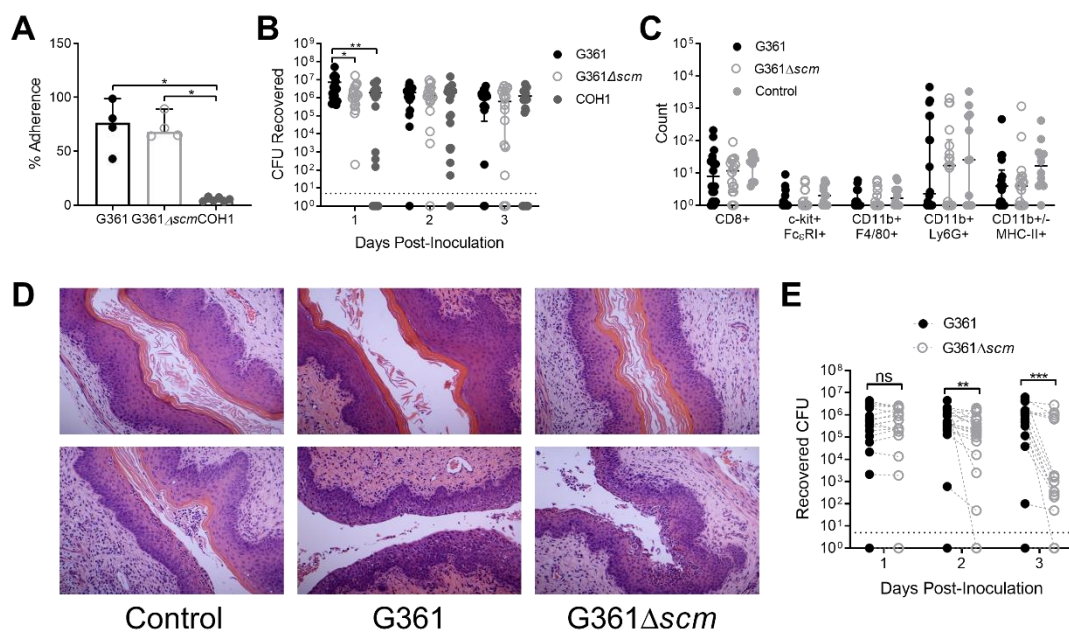 A
150
100
50
0
% Adherence
*
*
G361 G361Δscm COH1
B
10⁹
10⁸
10⁷
10⁶
10⁵
10⁴
10³
10²
10¹
10⁰
CFU Recovered
**
*
1 2 3
Days Post-Inoculation
G361
G361Δscm
COH1
C
10⁵
10⁴
10³
10²
10¹
10⁰
Count
G361
G361Δscm
Control
CD8+ c-kit+ CD11b+ CD11b+ CD11b+/-
FcεRI+ F4/80+ Ly6G+ MHC-II+
D
Control G361 G361Δscm
E
G361
G361Δscm
10⁸
10⁷
10⁶
10⁵
10⁴
10³
10²
10¹
10⁰
Recovered CFU
ns ** ***
1 2 3
Days Post-Inoculation